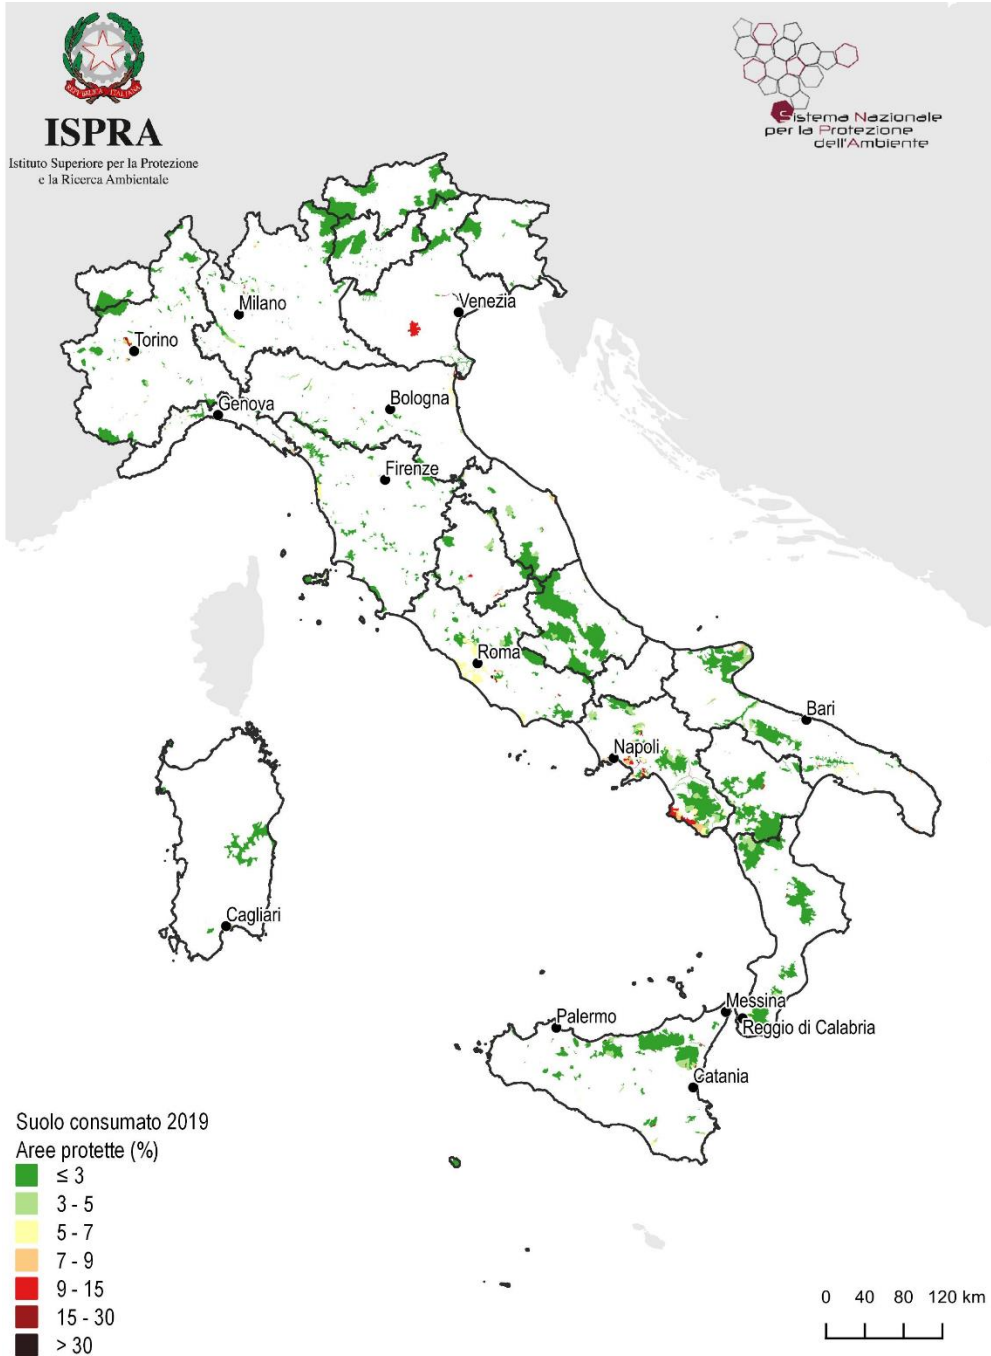 REPVBBLICA ITALIANA
ISPRA
Istituto Superiore per la Protezione
e la Ricerca Ambientale
Sistema Nazionale
per la Protezione
dell'Ambiente
Milano
Venezia
Torino
Genova
Bologna
Firenze
Roma
Bari
Napoli
Cagliari
Messina
Palermo
Reggio di Calabria
Catania
Suolo consumato 2019
Aree protette (%)
≤ 3
3 - 5
5 - 7
7 - 9
9 - 15
15 - 30
> 30
0 40 80 120 km